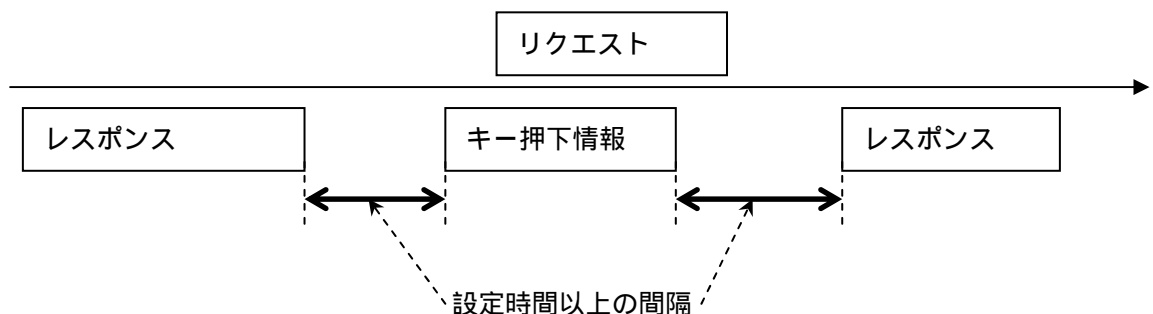 リクエスト
レスポンス
キー押下情報
レスポンス
設定時間以上の間隔